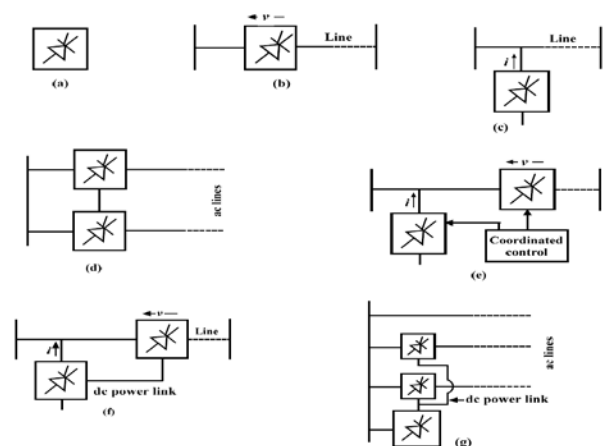 (a)
v
Line
(b)
Line
i
(c)
ac lines
(d)
v
i
Coordinated
control
(e)
v
Line
i
dc power link
(f)
ac lines
dc power link
(g)